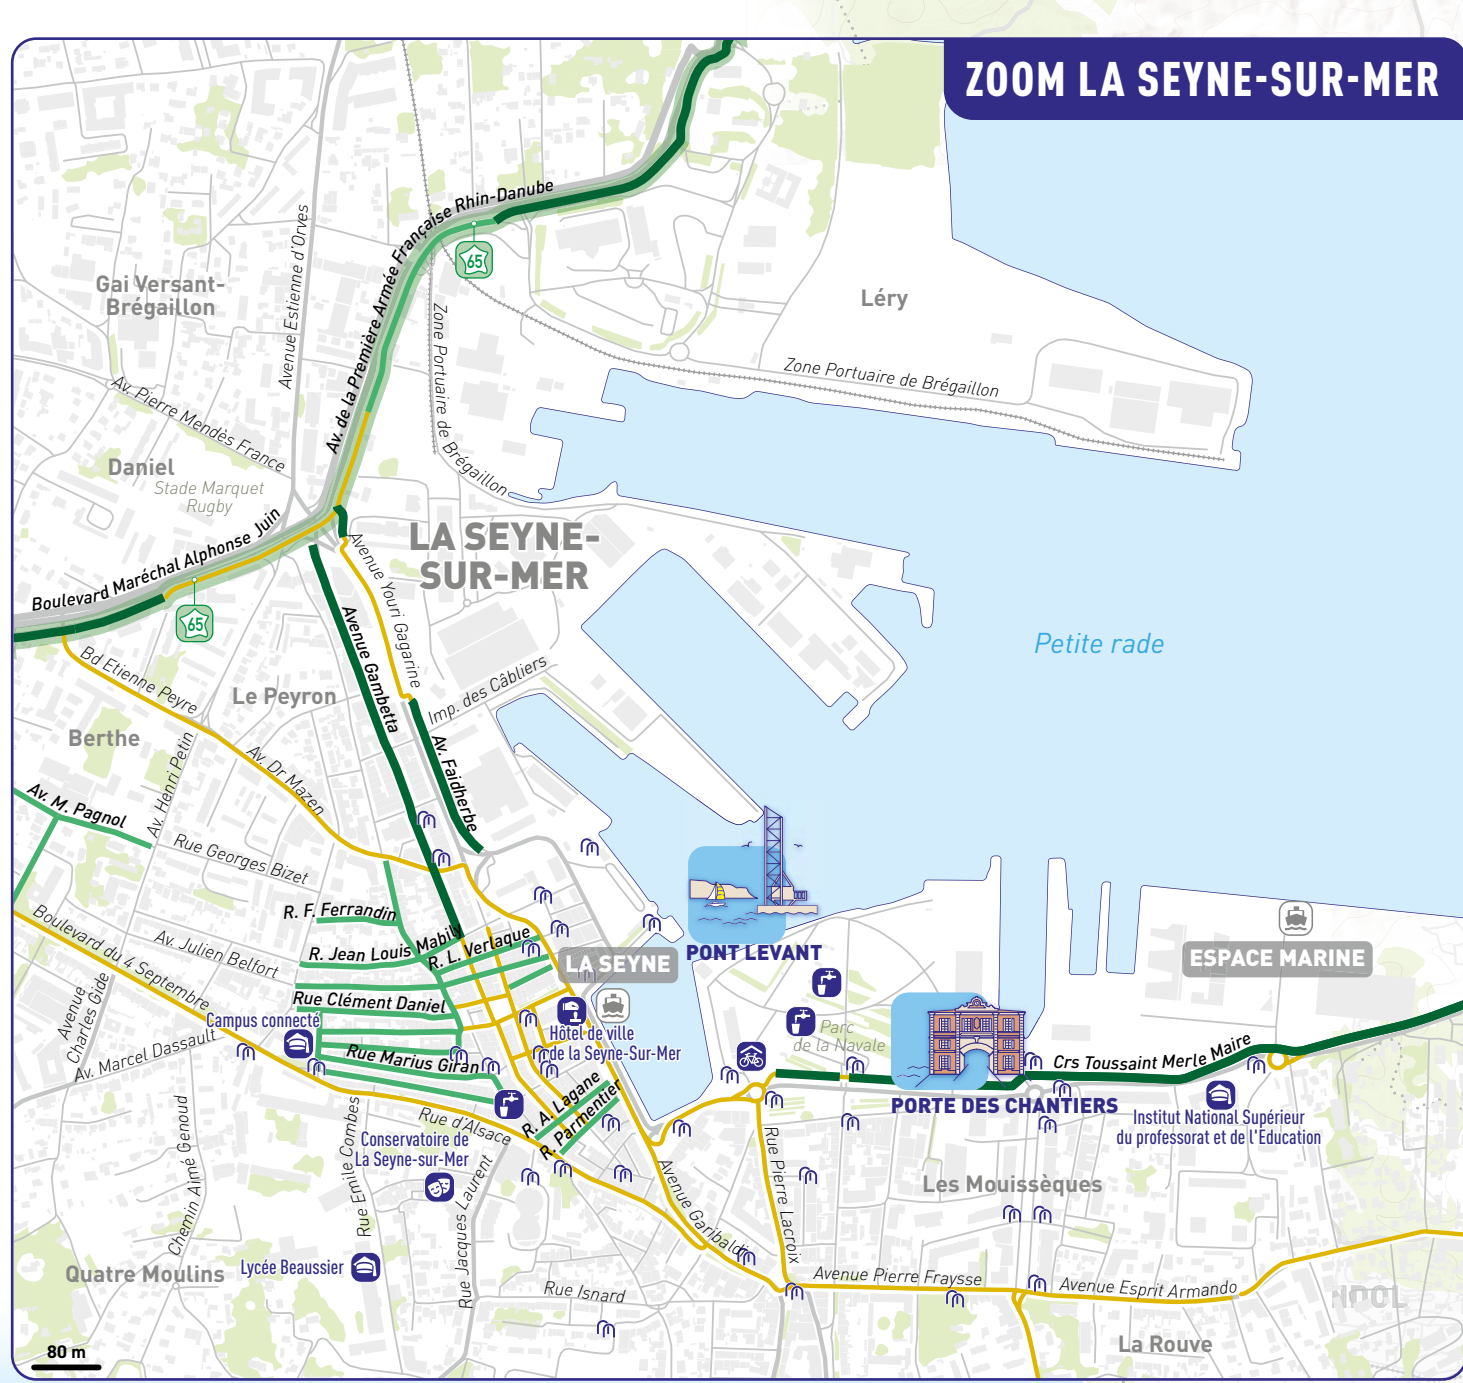 ZOOM LA SEYNE-SUR-MER
Av. de la Première Armée Française Rhin-Danube
65
Gai Versant-
Brégaillon
Avenue Estienne d'Orves
Zone Portuaire de Brégaillon
Léry
Zone Portuaire de Brégaillon
Av. Pierre Mendès France
Daniel
Stade Marquet
Rugby
LA SEYNE-
SUR-MER
Boulevard Maréchal Alphonse Juin
65
Avenue Youri Gagarine
Avenue Gambetta
Petite rade
Bd Etienne Peyre
Le Peyron
Imp. des Câbliers
Berthe
Av. Henri Petin
Av. Dr Mazen
Av. Faidherbe
Av. M. Pagnol
Rue Georges Bizet
R. F. Ferrandin
Boulevard du 4 Septembre
Av. Julien Belfort
R. Jean Louis Mabily
R. L. Verlaque
LA SEYNE
PONT LEVANT
ESPACE MARINE
Avenue
Charles Gide
Rue Clément Daniel
Campus connecté
Hôtel de ville
de la Seyne-Sur-Mer
Parc
de la Navale
Av. Marcel Dassault
Rue Marius Giran
Crs Toussaint Merle Maire
R. A. Lagane
R. Parmentier
PORTE DES CHANTIERS
Institut National Supérieur
du professorat et de l'Education
Rue d'Alsace
Conservatoire de
La Seyne-sur-Mer
Chemin Aimé Genoud
Rue Emile Combes
Rue Jacques Laurent
Avenue Garibaldi
Rue Pierre Lacroix
Les Mouissèques
Quatre Moulins
Lycée Beaussier
Rue Isnard
Avenue Pierre Fraysse
Avenue Esprit Armando
La Rouve
80 m